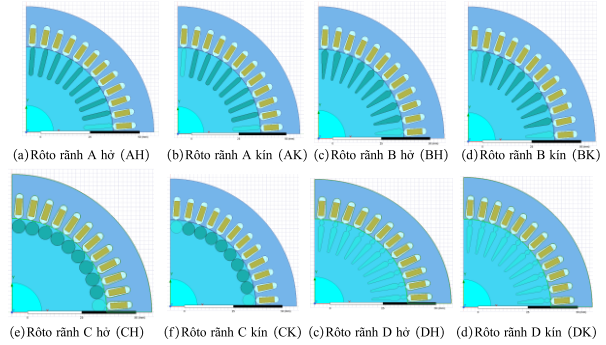 (a) Rôto rãnh A hở (AH) (b) Rôto rãnh A kín (AK) (c) Rôto rãnh B hở (BH) (d) Rôto rãnh B kín (BK)
(e) Rôto rãnh C hở (CH) (f) Rôto rãnh C kín (CK) (c) Rôto rãnh D hở (DH) (d) Rôto rãnh D kín (DK)